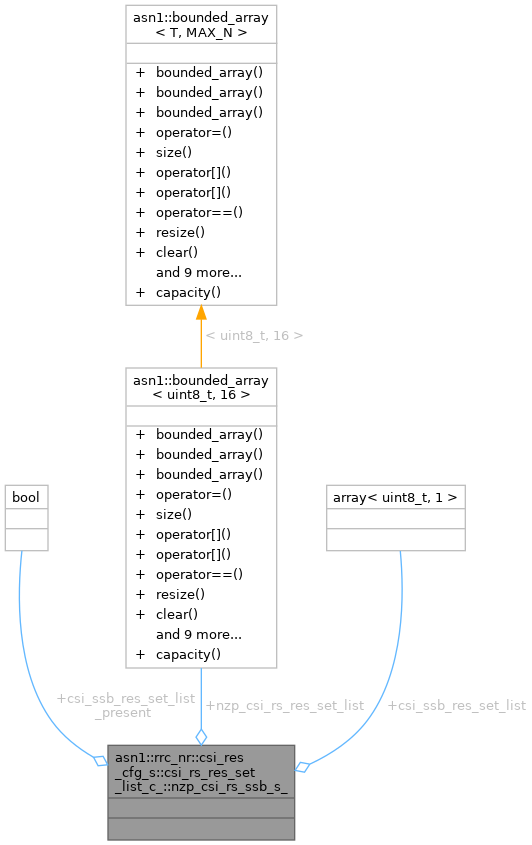 asn1::bounded_array
< T, MAX_N >
+ bounded_array()
+ bounded_array()
+ bounded_array()
+ operator=()
+ size()
+ operator[]()
+ operator[]()
+ operator==()
+ resize()
+ clear()
and 9 more...
+ capacity()
< uint8_t, 16 >
asn1::bounded_array
< uint8_t, 16 >
+ bounded_array()
+ bounded_array()
+ bounded_array()
+ operator=()
+ size()
+ operator[]()
+ operator[]()
+ operator==()
+ resize()
+ clear()
and 9 more...
+ capacity()
bool
array< uint8_t, 1 >
+csi_ssb_res_set_list
_present
+nzp_csi_rs_res_set_list
+csi_ssb_res_set_list
asn1::rrc_nr::csi_res
_cfg_s::csi_rs_res_set
_list_c_::nzp_csi_rs_ssb_s_